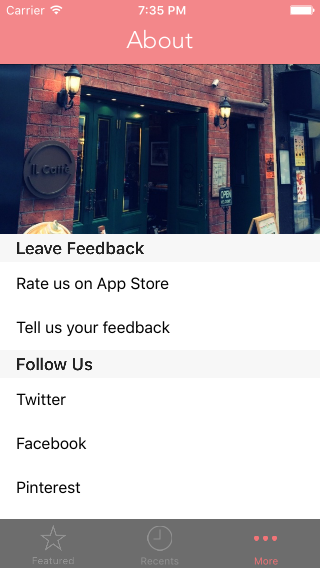 Carrier
7:35 PM
About
IL Caffè
OPEN
Leave Feedback
Rate us on App Store
Tell us your feedback
Follow Us
Twitter
Facebook
Pinterest
Featured
Recents
More